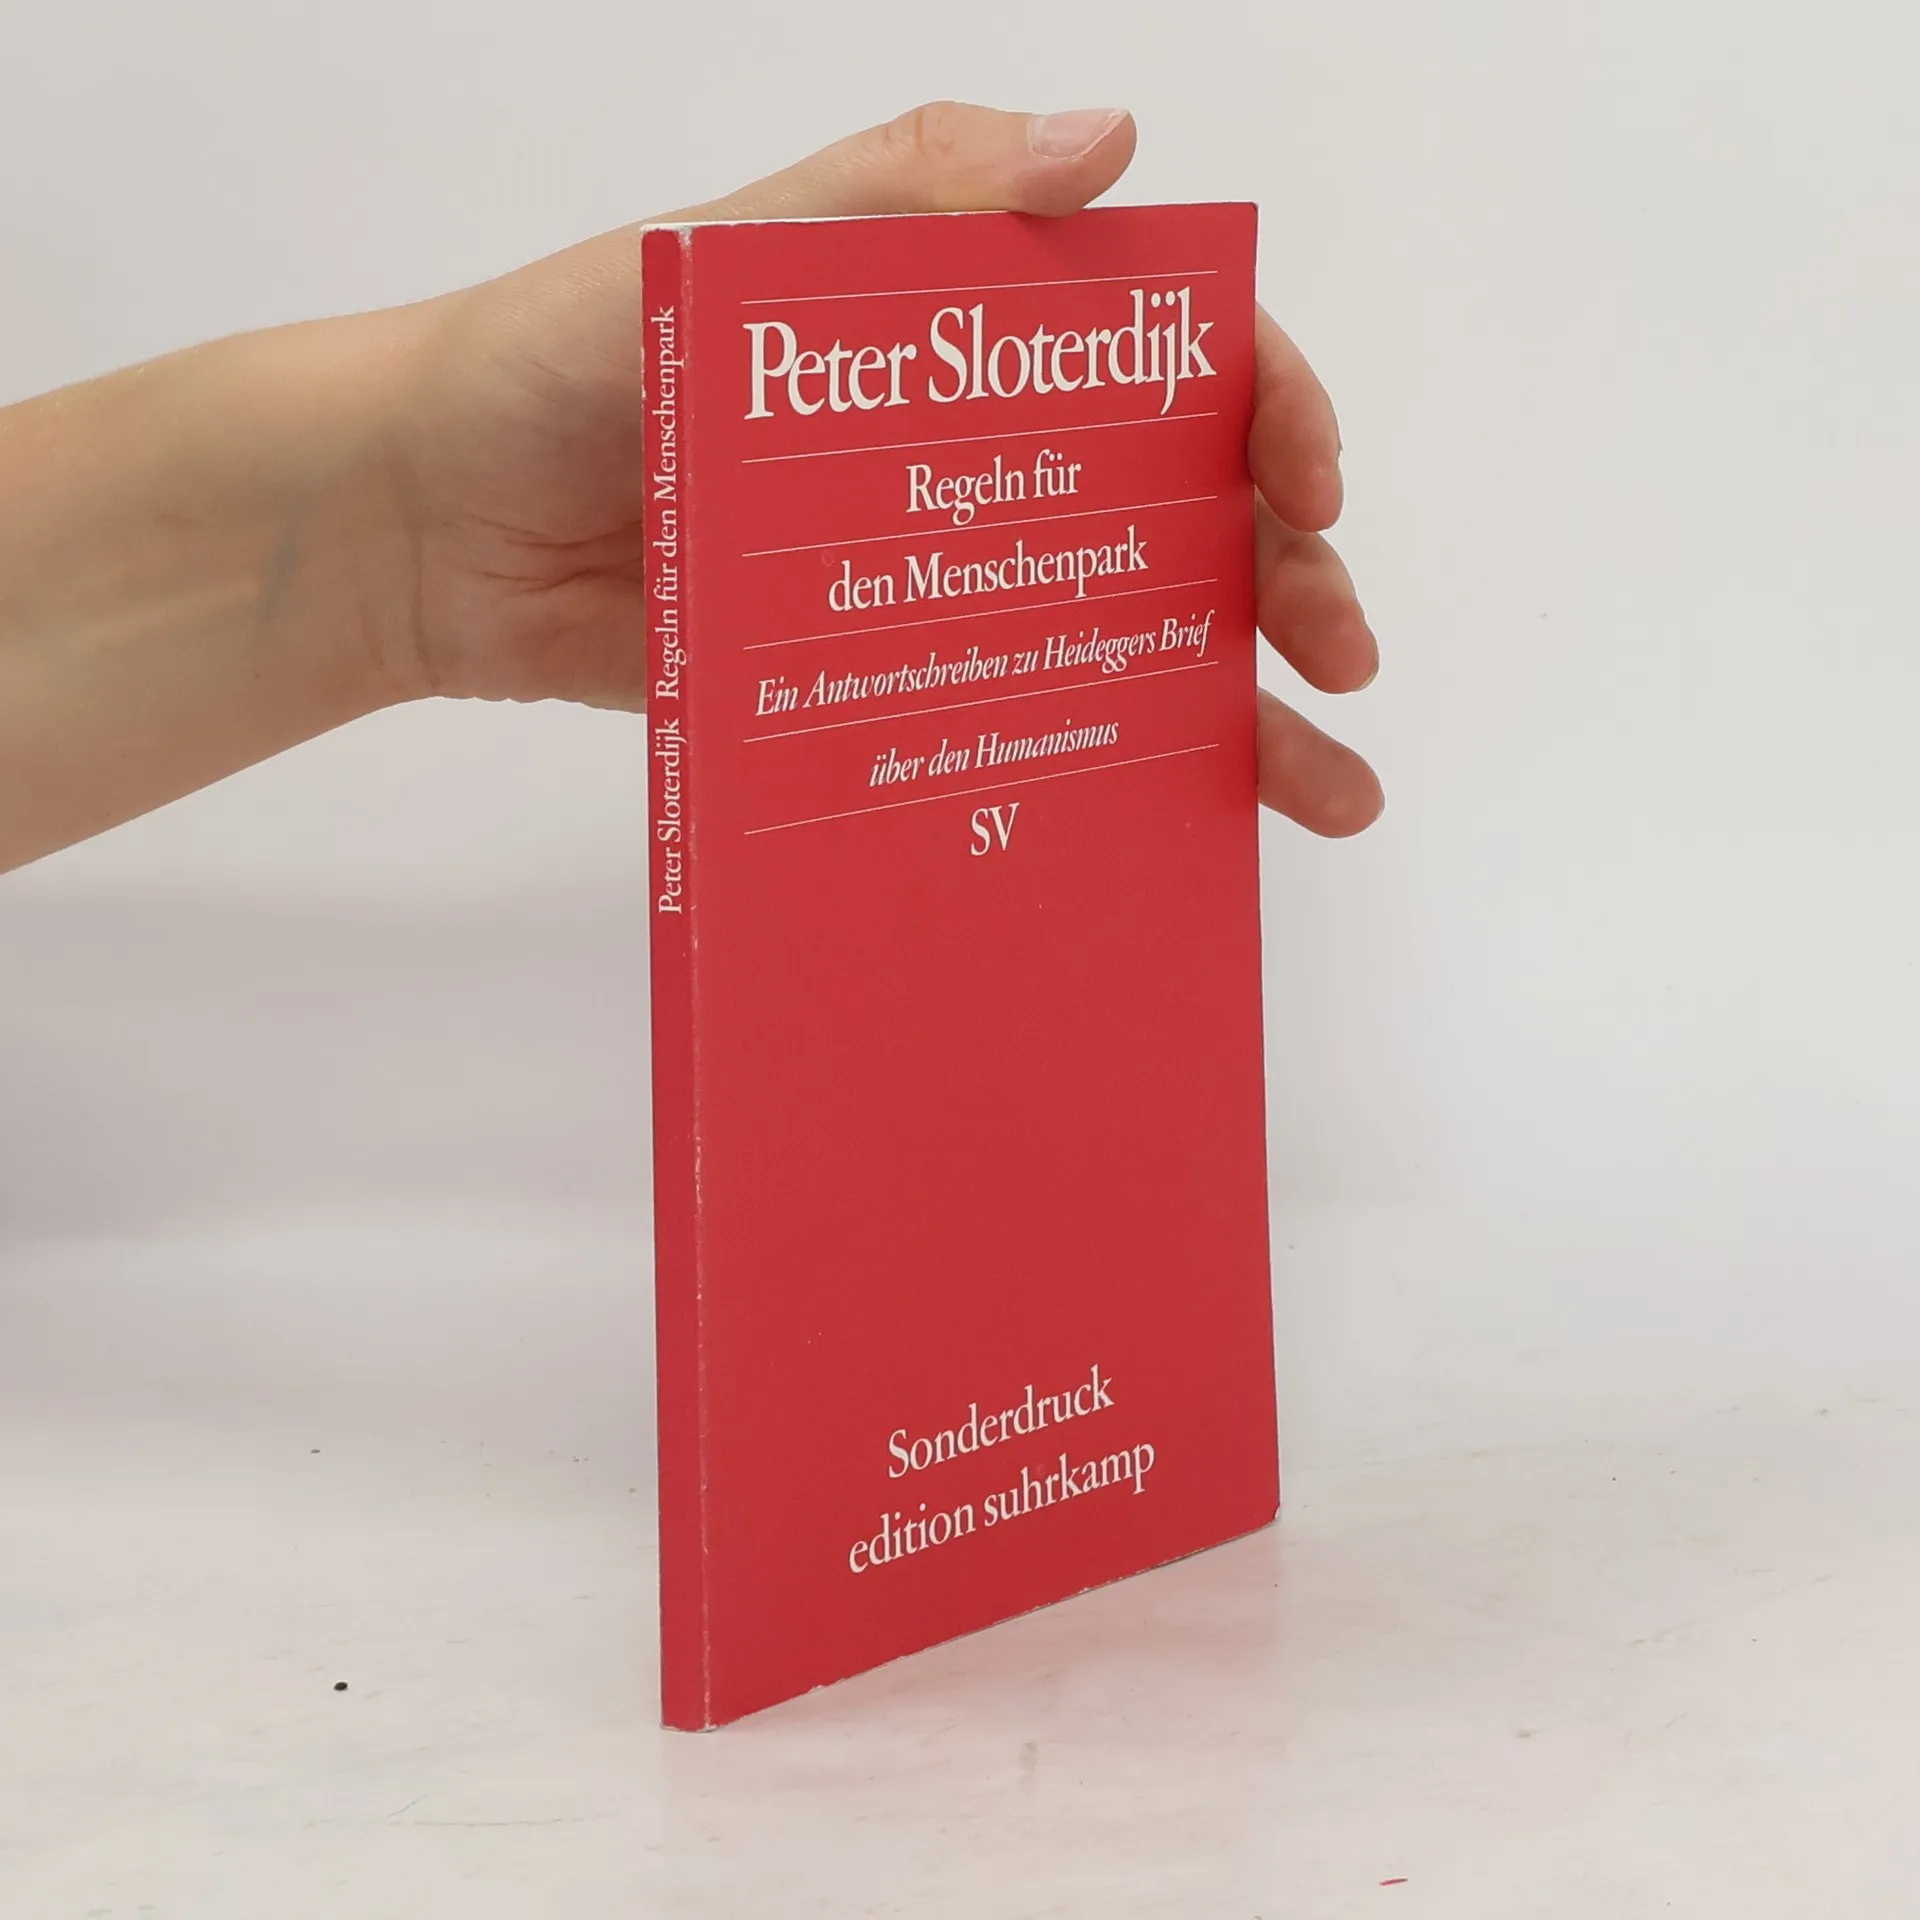 Peter Sloterdijk Regeln für den Menschenpark
Peter Sloterdijk
Regeln für
den Menschenpark
Ein Antwortschreiben zu Heideggers Brief
über den Humanismus
SV
Sonderdruck
edition suhrkamp